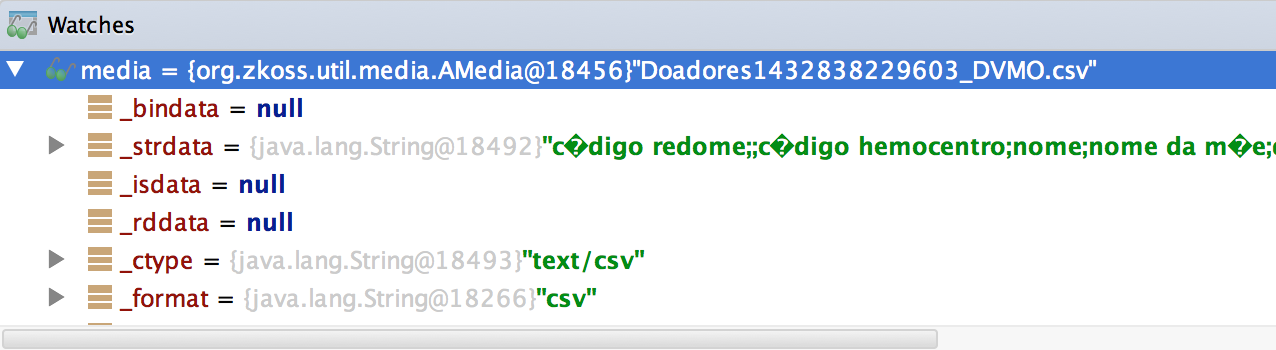 Watches
media = {org.zkoss.util.media.AMedia@18456}"Doadores1432838229603_DVMO.csv"
_bindata = null
_strdata = {java.lang.String@18492}"c�digo redome;;c�digo hemocentro;nome;nome da m�e;
_isdata = null
_rddata = null
_ctype = {java.lang.String@18493}"text/csv"
_format = {java.lang.String@18266}"csv"